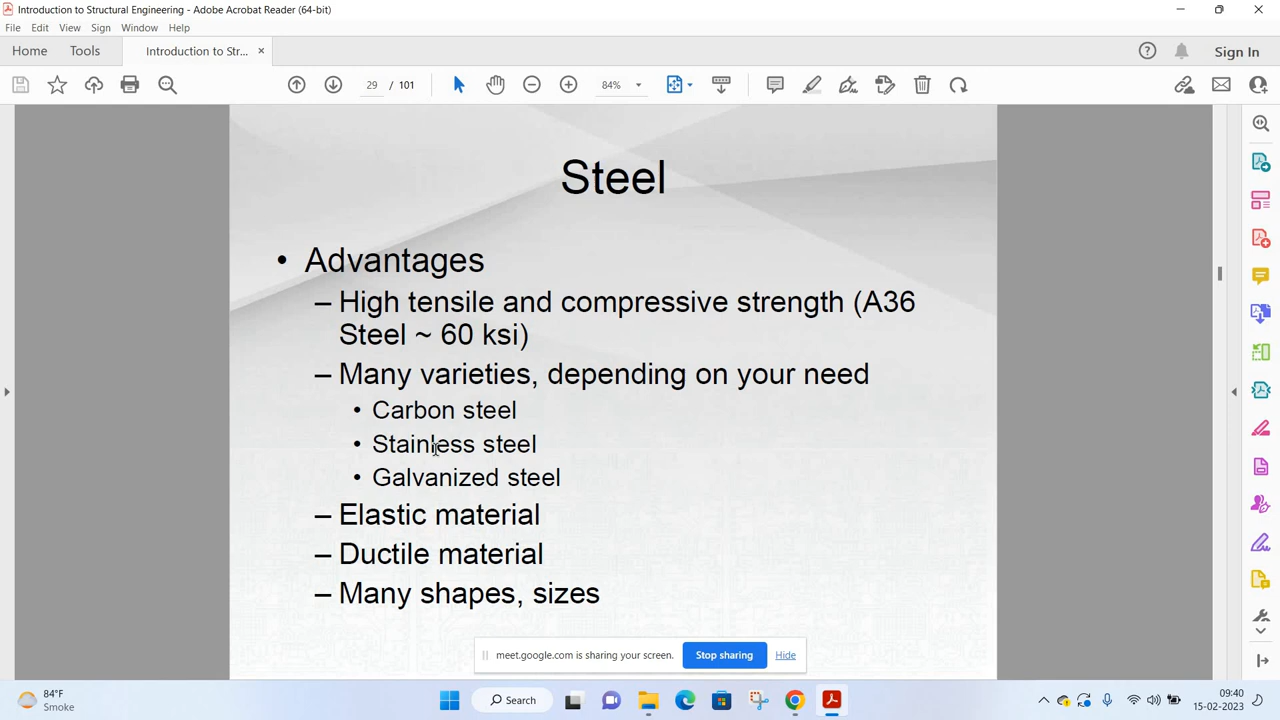 Introduction to Structural Engineering - Adobe Acrobat Reader (64-bit)
File Edit View Sign Window Help
Home Tools Introduction to Str... × Sign In
29 / 101 84%
Steel
• Advantages
– High tensile and compressive strength (A36
Steel ~ 60 ksi)
– Many varieties, depending on your need
• Carbon steel
• Stainless steel
• Galvanized steel
– Elastic material
– Ductile material
– Many shapes, sizes
meet.google.com is sharing your screen. Stop sharing Hide
84°F
Smoke
Search
09:40
15-02-2023